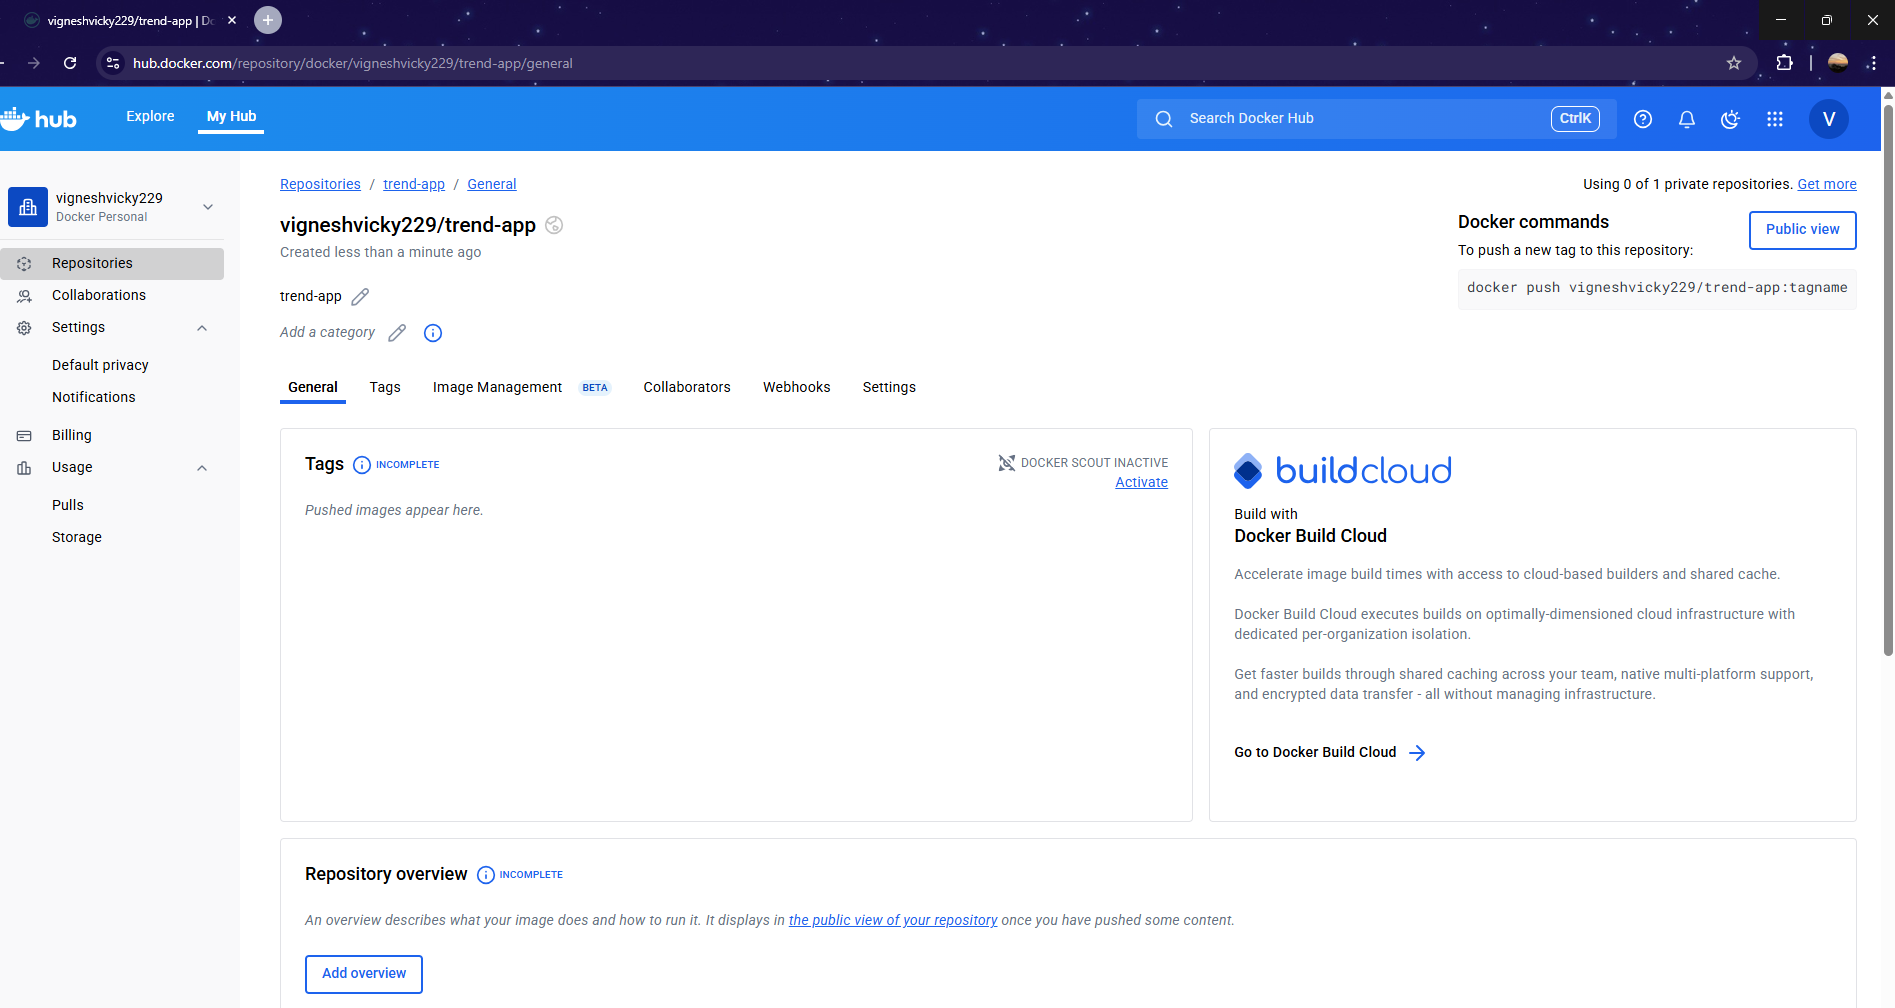 vigneshvicky229/trend-app | Do
hub.docker.com/repository/docker/vigneshvicky229/trend-app/general
hub
Explore
My Hub
Search Docker Hub
CtrlK
V
vigneshvicky229
Docker Personal
Repositories
Collaborations
Settings
Default privacy
Notifications
Billing
Usage
Pulls
Storage
Repositories / trend-app / General
Using 0 of 1 private repositories. Get more
vigneshvicky229/trend-app
Created less than a minute ago
trend-app
Add a category
Docker commands
Public view
To push a new tag to this repository:
docker push vigneshvicky229/trend-app:tagname
General
Tags
Image Management BETA
Collaborators
Webhooks
Settings
Tags INCOMPLETE
DOCKER SCOUT INACTIVE
Activate
Pushed images appear here.
buildcloud
Build with
Docker Build Cloud
Accelerate image build times with access to cloud-based builders and shared cache.
Docker Build Cloud executes builds on optimally-dimensioned cloud infrastructure with
dedicated per-organization isolation.
Get faster builds through shared caching across your team, native multi-platform support,
and encrypted data transfer - all without managing infrastructure.
Go to Docker Build Cloud
Repository overview INCOMPLETE
An overview describes what your image does and how to run it. It displays in the public view of your repository once you have pushed some content.
Add overview